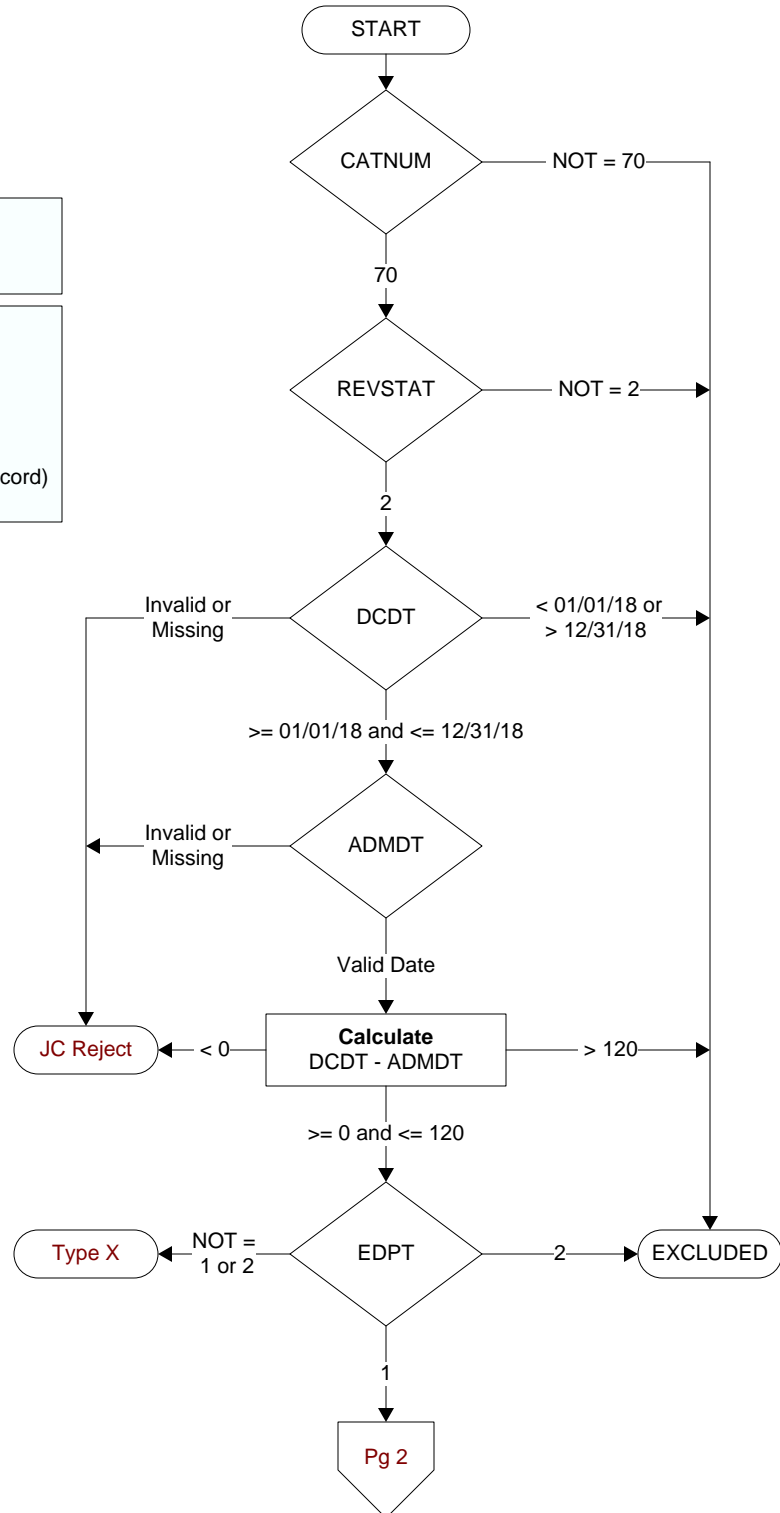 START
CATNUM
NOT = 70
70
REVSTAT
NOT = 2
cord)
2
Invalid or
Missing
DCDT
< 01/01/18 or
> 12/31/18
>= 01/01/18 and <= 12/31/18
Invalid or
Missing
ADMDT
Valid Date
JC Reject
< 0
Calculate
DCDT - ADMDT
> 120
>= 0 and <= 120
Type X
NOT =
1 or 2
EDPT
2
EXCLUDED
1
Pg 2